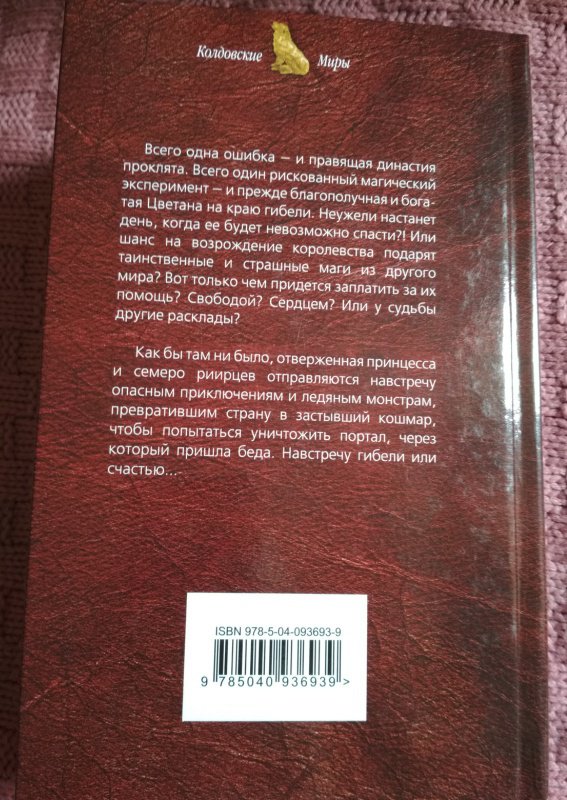 Колдовские Миры
Всего одна ошибка — и правящая династия
проклята. Всего один рискованный магический
эксперимент — и прежде благополучная и бога-
тая Цветана на краю гибели. Неужели настанет
день, когда ее будет невозможно спасти?! Или
шанс на возрождение королевства подарят
таинственные и страшные маги из другого
мира? Вот только чем придется заплатить за их
помощь? Свободой? Сердцем? Или у судьбы
другие расклады?
Как бы там ни было, отверженная принцесса
и семеро риирцев отправляются навстречу
опасным приключениям и ледяным монстрам,
превратившим страну в застывший кошмар,
чтобы попытаться уничтожить портал, через
который пришла беда. Навстречу гибели или
счастью...
ISBN 978-5-04-093693-9
9 785040 936939 >